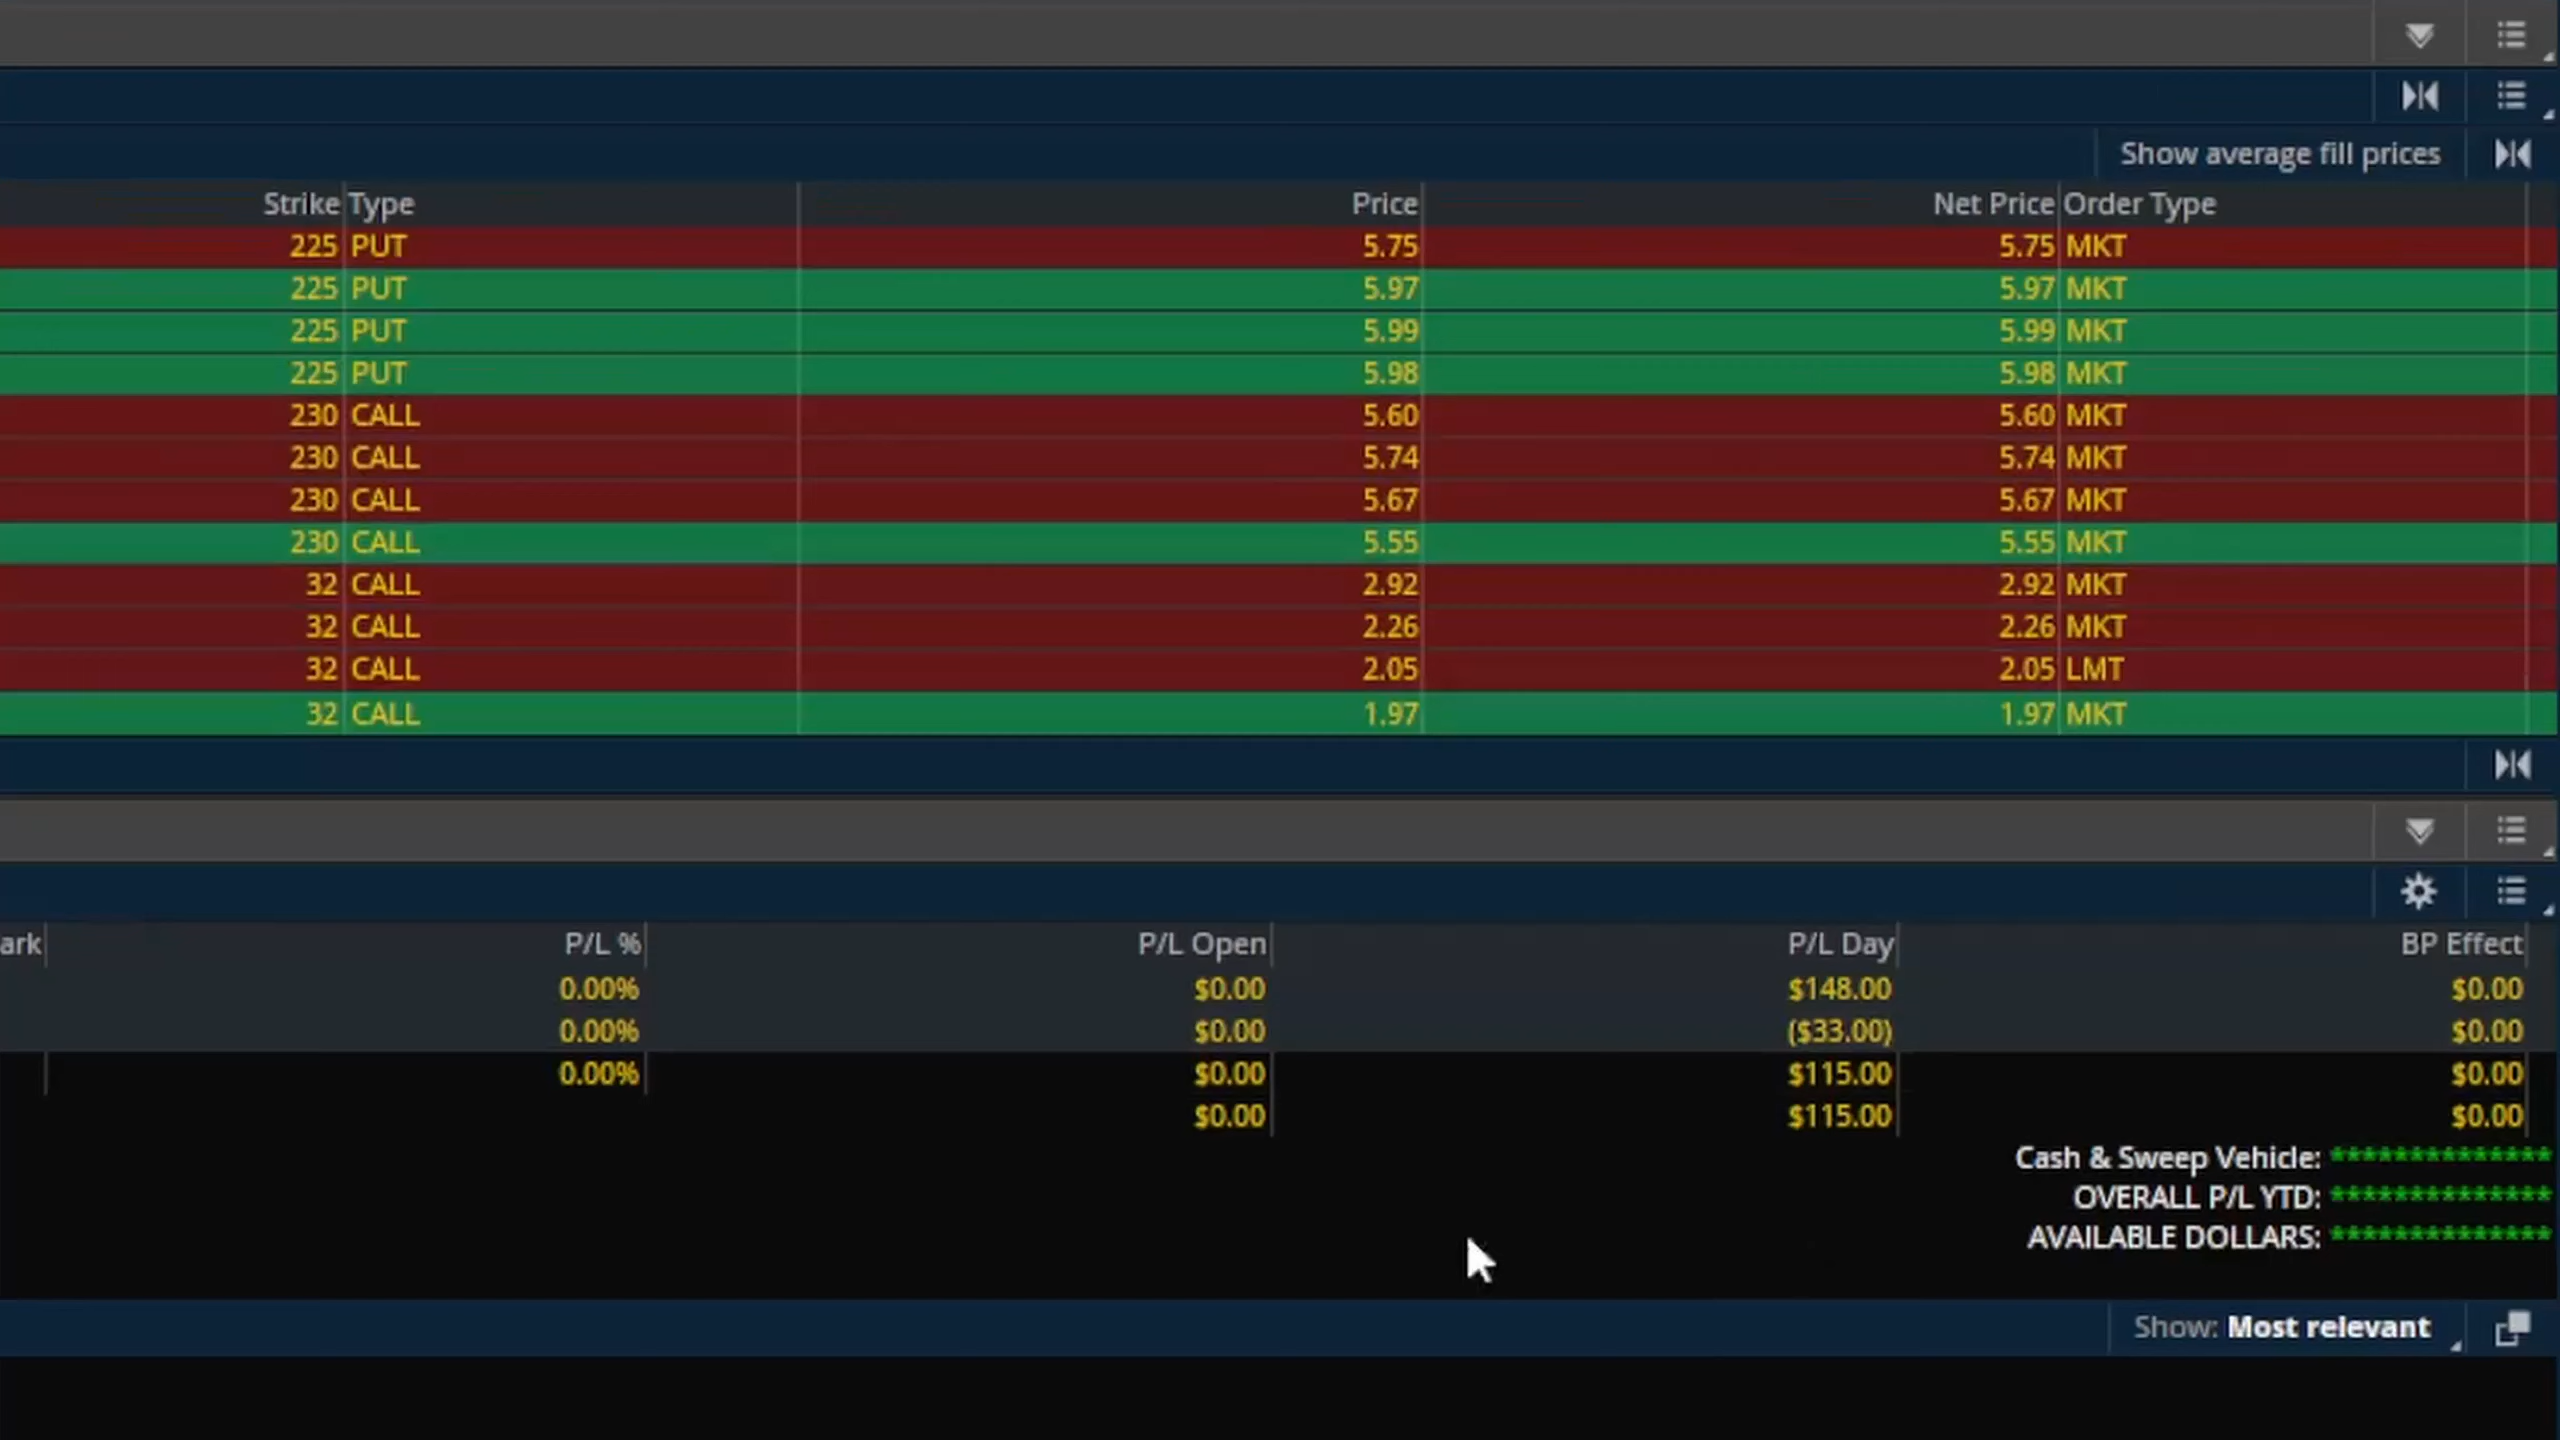 Show average fill prices
Strike Type Price Net Price Order Type
225 PUT 5.75 5.75 MKT
225 PUT 5.97 5.97 MKT
225 PUT 5.99 5.99 MKT
225 PUT 5.98 5.98 MKT
230 CALL 5.60 5.60 MKT
230 CALL 5.74 5.74 MKT
230 CALL 5.67 5.67 MKT
230 CALL 5.55 5.55 MKT
32 CALL 2.92 2.92 MKT
32 CALL 2.26 2.26 MKT
32 CALL 2.05 2.05 LMT
32 CALL 1.97 1.97 MKT
ark P/L % P/L Open P/L Day BP Effect
0.00% $0.00 $148.00 $0.00
0.00% $0.00 ($33.00) $0.00
0.00% $0.00 $115.00 $0.00
$0.00 $115.00 $0.00
Cash & Sweep Vehicle: **************
OVERALL P/L YTD: **************
AVAILABLE DOLLARS: **************
Show: Most relevant